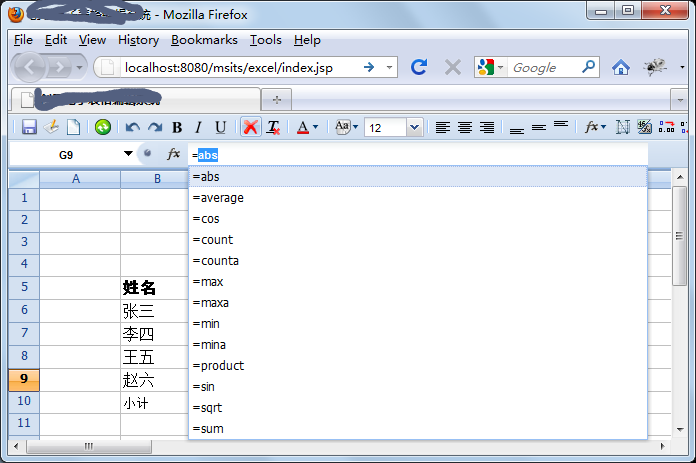 - Mozilla Firefox
File Edit View History Bookmarks Tools Help
localhost:8080/msits/excel/index.jsp
Google
B I U X T A Aa 12 fx N
G9 fx =abs
A B
1
2
3
4
5 姓名
6 张三
7 李四
8 王五
9 赵六
10 小计
11
=abs
=average
=cos
=count
=counta
=max
=maxa
=min
=mina
=product
=sin
=sqrt
=sum